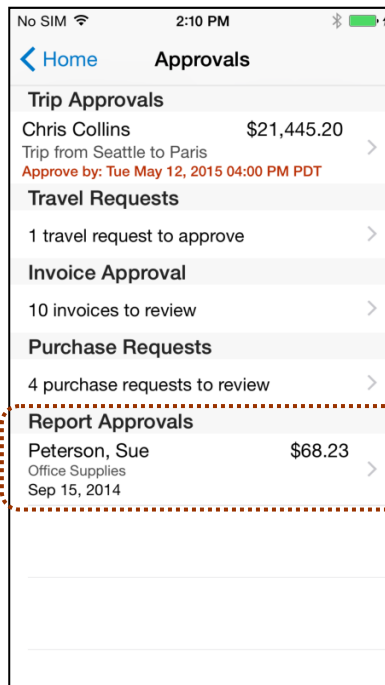 No SIM 2:10 PM
Home Approvals
Trip Approvals
Chris Collins $21,445.20
Trip from Seattle to Paris
Approve by: Tue May 12, 2015 04:00 PM PDT
Travel Requests
1 travel request to approve
Invoice Approval
10 invoices to review
Purchase Requests
4 purchase requests to review
Report Approvals
Peterson, Sue $68.23
Office Supplies
Sep 15, 2014